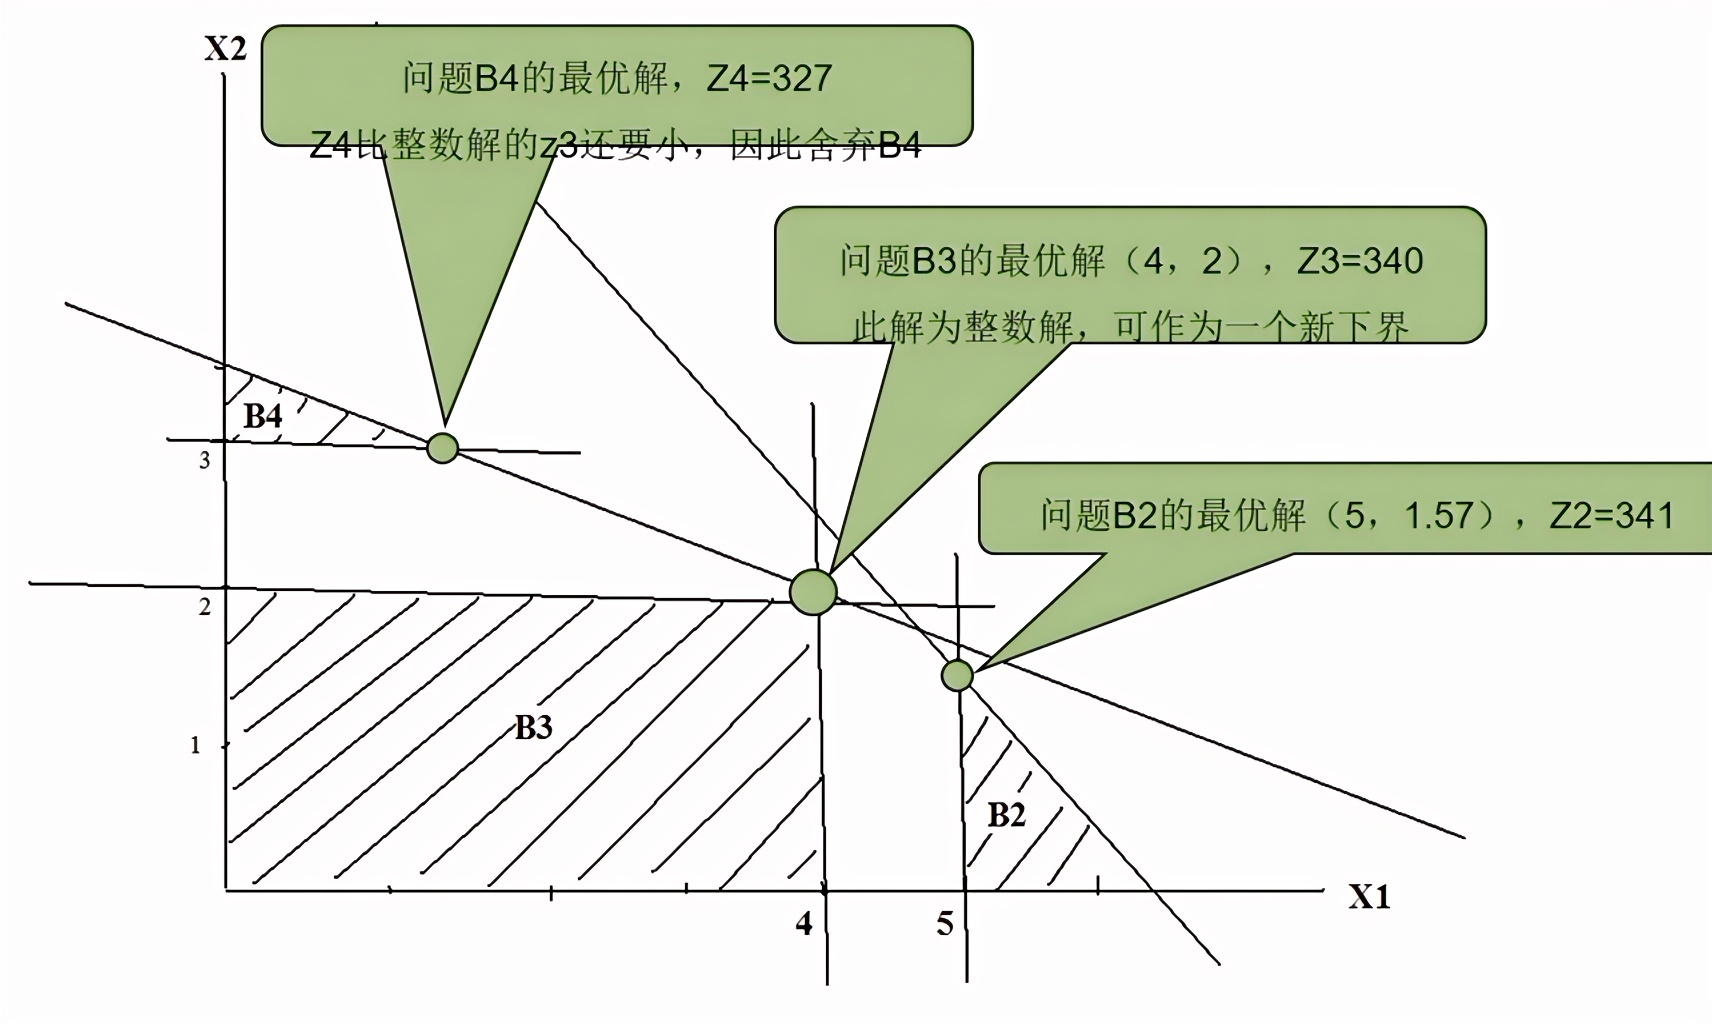 X2
问题B4的最优解，Z4=327
Z4比整数解的z3还要小，因此舍弃B4
问题B3的最优解（4，2），Z3=340
此解为整数解，可作为一个新下界
B4
3
问题B2的最优解（5，1.57），Z2=341
2
B3
1
B2
X1
4
5